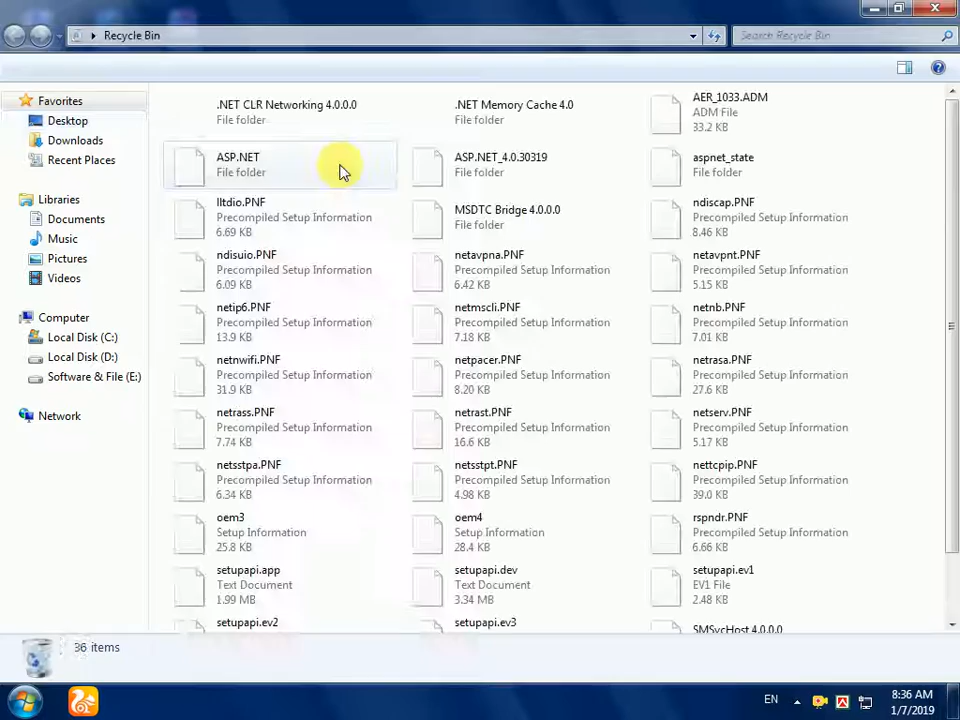 Recycle Bin
Search Recycle Bin
Favorites
Desktop
Downloads
Recent Places
Libraries
Documents
Music
Pictures
Videos
Computer
Local Disk (C:)
Local Disk (D:)
Software & File (E:)
Network
.NET CLR Networking 4.0.0.0
File folder
.NET Memory Cache 4.0
File folder
AER_1033.ADM
ADM File
33.2 KB
ASP.NET
File folder
ASP.NET_4.0.30319
File folder
aspnet_state
File folder
lltdio.PNF
Precompiled Setup Information
6.69 KB
MSDTC Bridge 4.0.0.0
File folder
ndiscap.PNF
Precompiled Setup Information
8.46 KB
ndisuio.PNF
Precompiled Setup Information
6.09 KB
netavpna.PNF
Precompiled Setup Information
6.42 KB
netavpnt.PNF
Precompiled Setup Information
5.15 KB
netip6.PNF
Precompiled Setup Information
13.9 KB
netmscli.PNF
Precompiled Setup Information
7.18 KB
netnb.PNF
Precompiled Setup Information
7.01 KB
netnwifi.PNF
Precompiled Setup Information
31.9 KB
netpacer.PNF
Precompiled Setup Information
8.20 KB
netrasa.PNF
Precompiled Setup Information
27.6 KB
netrass.PNF
Precompiled Setup Information
7.74 KB
netrast.PNF
Precompiled Setup Information
16.6 KB
netserv.PNF
Precompiled Setup Information
5.17 KB
netsstpa.PNF
Precompiled Setup Information
6.34 KB
netsstpt.PNF
Precompiled Setup Information
4.98 KB
nettcpip.PNF
Precompiled Setup Information
39.0 KB
oem3
Setup Information
25.8 KB
oem4
Setup Information
28.4 KB
rspndr.PNF
Precompiled Setup Information
6.66 KB
setupapi.app
Text Document
1.99 MB
setupapi.dev
Text Document
3.34 MB
setupapi.ev1
EV1 File
2.48 KB
setupapi.ev2
setupapi.ev3
SMSvcHost 4.0.0.0
36 items
EN
8:36 AM
1/7/2019